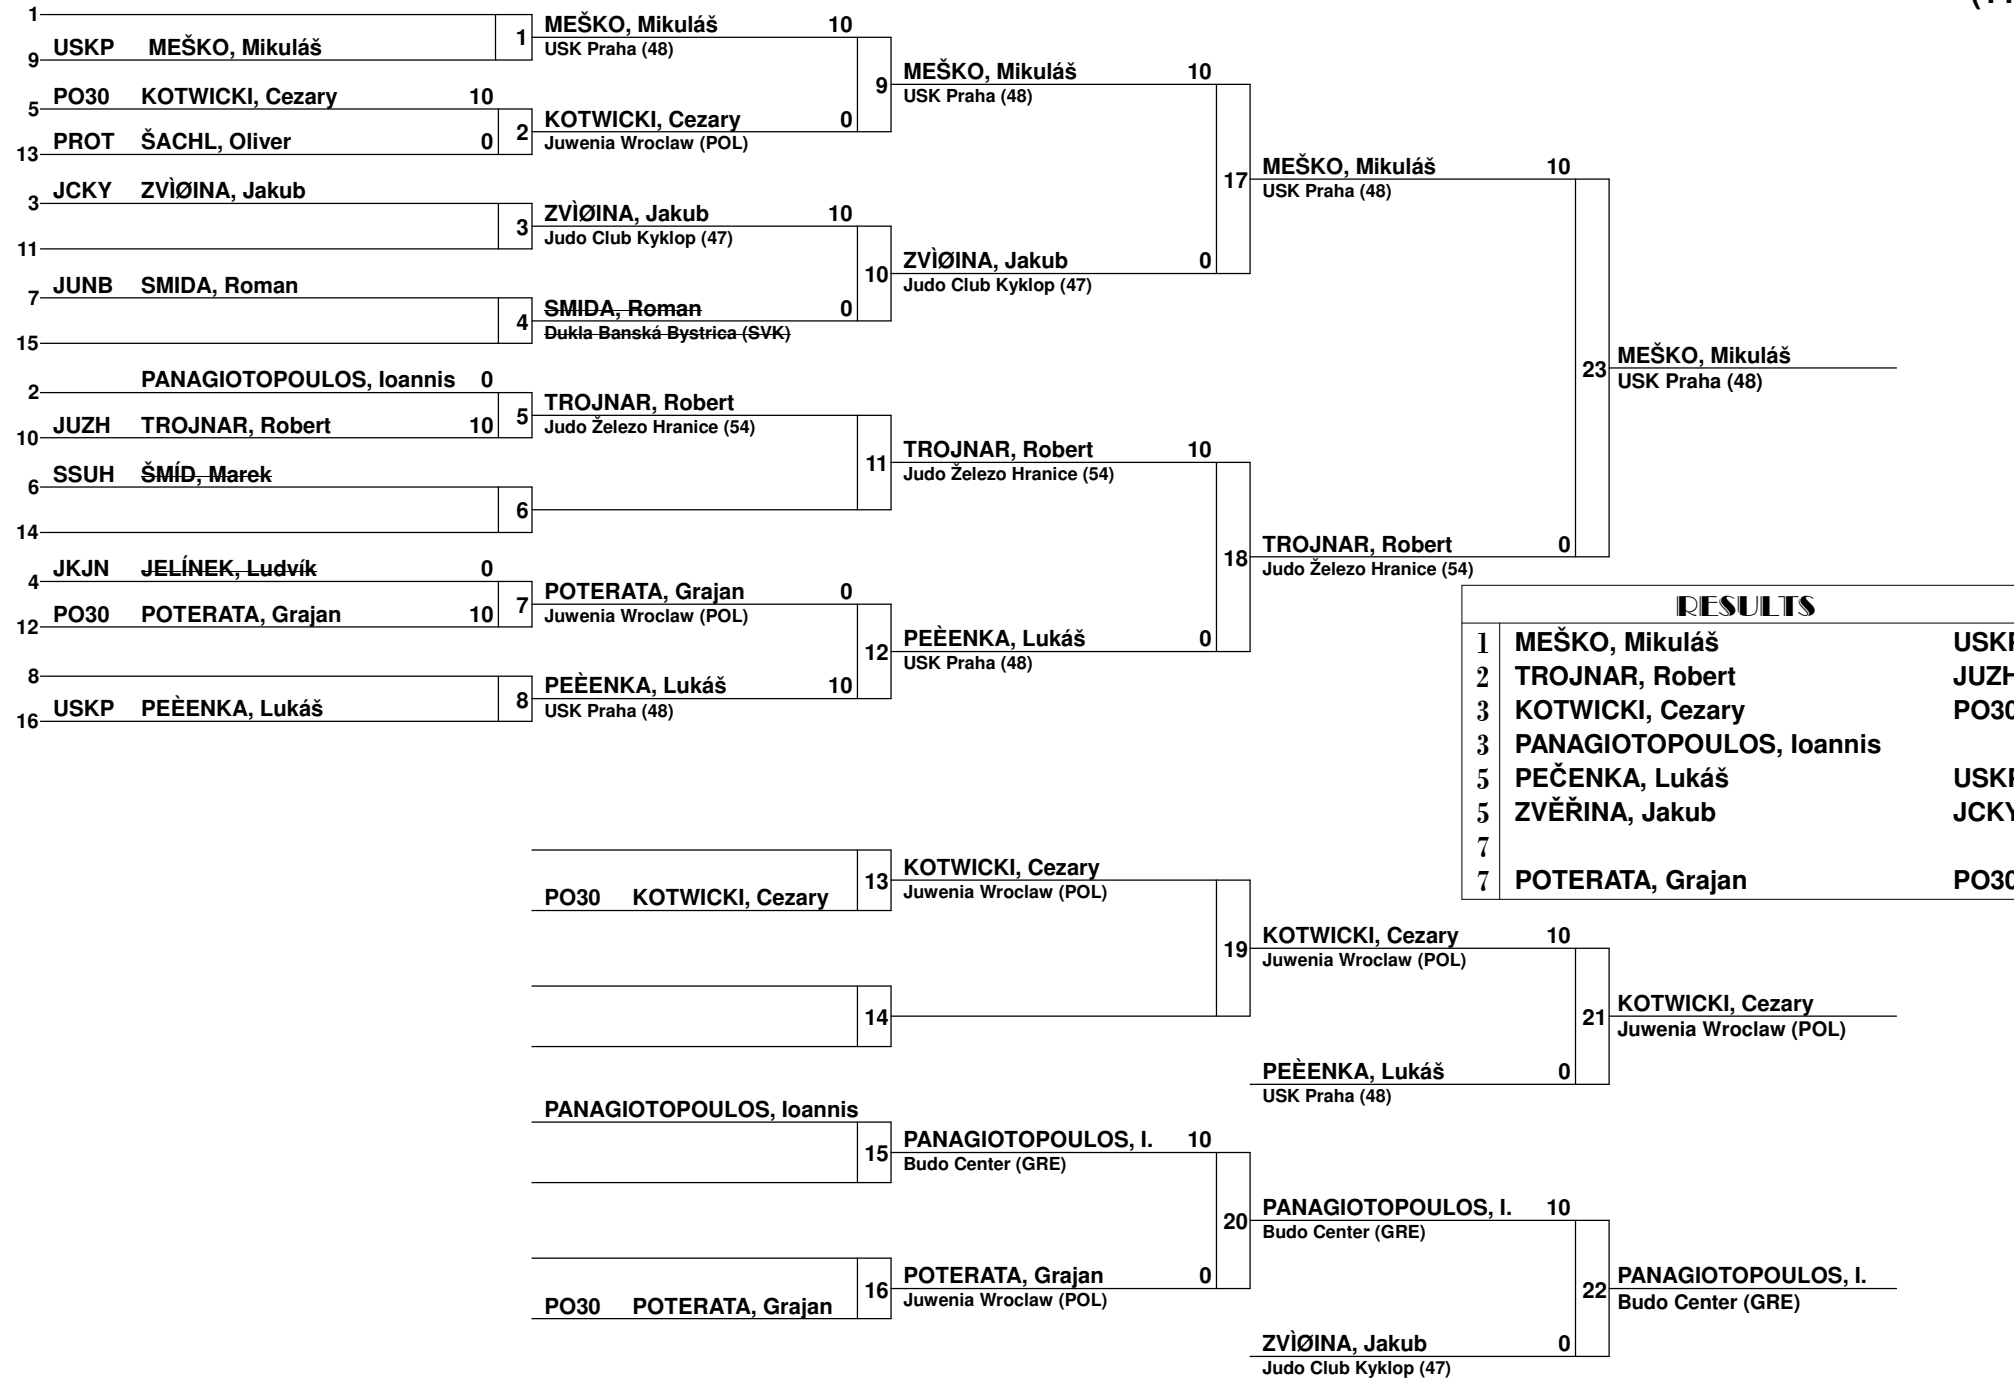 1
USKP MEŠKO, Mikuláš
9
PO30 KOTWICKI, Cezary 10
5
PROT ŠACHL, Oliver 0
13
JCKY ZVÌØINA, Jakub
3
11
JUNB SMIDA, Roman
7
15
PANAGIOTOPOULOS, Ioannis 0
2
JUZH TROJNAR, Robert 10
10
SSUH ŠMÍD, Marek
6
14
JKJN JELÍNEK, Ludvík 0
4
PO30 POTERATA, Grajan 10
12
8
USKP PEÈENKA, Lukáš
16
1 MEŠKO, Mikuláš 10
USK Praha (48)
2 KOTWICKI, Cezary 0
Juwenia Wroclaw (POL)
3 ZVÌØINA, Jakub 10
Judo Club Kyklop (47)
4 SMIDA, Roman 0
Dukla Banská Bystrica (SVK)
5 TROJNAR, Robert
Judo Železo Hranice (54)
6
7 POTERATA, Grajan 0
Juwenia Wroclaw (POL)
8 PEÈENKA, Lukáš 10
USK Praha (48)
9 MEŠKO, Mikuláš 10
USK Praha (48)
10 ZVÌØINA, Jakub 0
Judo Club Kyklop (47)
11 TROJNAR, Robert 10
Judo Železo Hranice (54)
12 PEÈENKA, Lukáš 0
USK Praha (48)
17 MEŠKO, Mikuláš 10
USK Praha (48)
18 TROJNAR, Robert 0
Judo Železo Hranice (54)
23 MEŠKO, Mikuláš
USK Praha (48)
RESULTS
1 MEŠKO, Mikuláš USKP
2 TROJNAR, Robert JUZH
3 KOTWICKI, Cezary PO30
3 PANAGIOTOPOULOS, Ioannis
5 PEČENKA, Lukáš USKP
5 ZVĚŘINA, Jakub JCKY
7
7 POTERATA, Grajan PO30
PO30 KOTWICKI, Cezary
13 KOTWICKI, Cezary
Juwenia Wroclaw (POL)
14
PANAGIOTOPOULOS, Ioannis
15 PANAGIOTOPOULOS, I. 10
Budo Center (GRE)
PO30 POTERATA, Grajan
16 POTERATA, Grajan 0
Juwenia Wroclaw (POL)
19 KOTWICKI, Cezary 10
Juwenia Wroclaw (POL)
PEÈENKA, Lukáš 0
USK Praha (48)
20 PANAGIOTOPOULOS, I. 10
Budo Center (GRE)
ZVÌØINA, Jakub 0
Judo Club Kyklop (47)
21 KOTWICKI, Cezary
Juwenia Wroclaw (POL)
22 PANAGIOTOPOULOS, I.
Budo Center (GRE)